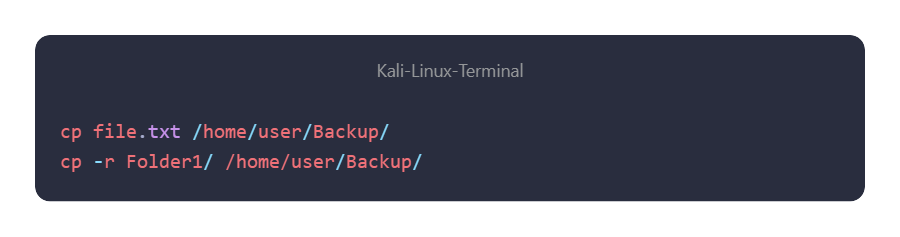 Kali-Linux-Terminal
cp file.txt /home/user/Backup/
cp -r Folder1/ /home/user/Backup/